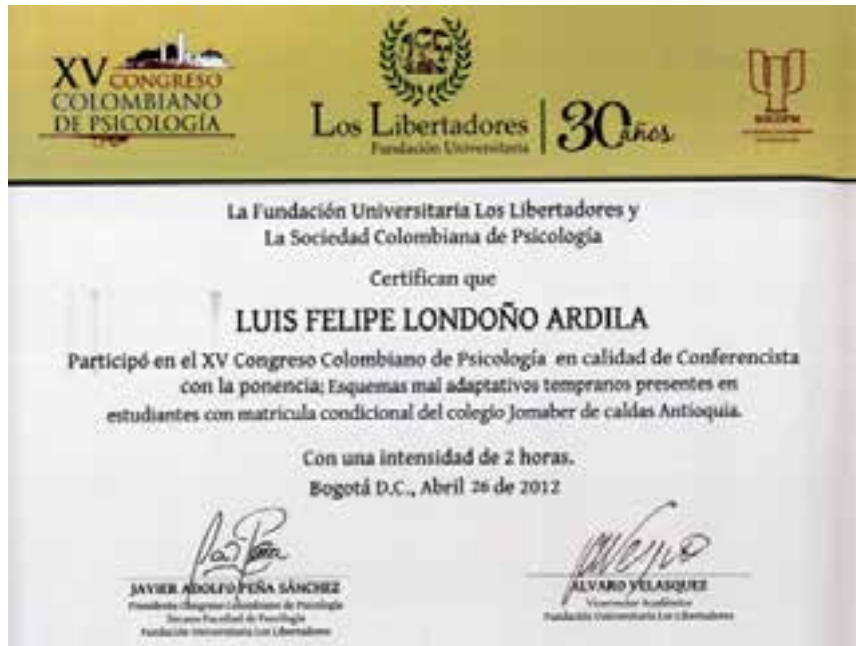 XV CONGRESO
COLOMBIANO
DE PSICOLOGÍA
Los Libertadores
Fundación Universitaria
30 años
La Fundación Universitaria Los Libertadores y
La Sociedad Colombiana de Psicología
Certifican que
LUIS FELIPE LONDOÑO ARDILA
Participó en el XV Congreso Colombiano de Psicología en calidad de Conferencista
con la ponencia; Esquemas mal adaptativos tempranos presentes en
estudiantes con matricula condicional del colegio Jomaber de caldas Antioquia.
Con una intensidad de 2 horas.
Bogotá D.C., Abril 26 de 2012
JAVIER ADOLFO PEÑA SÁNCHEZ
Presidente Congreso Colombiano de Psicología
Decano Facultad de Psicología
Fundación Universitaria Los Libertadores
ALVARO VELASQUEZ
Vicerrector Académico
Fundación Universitaria Los Libertadores